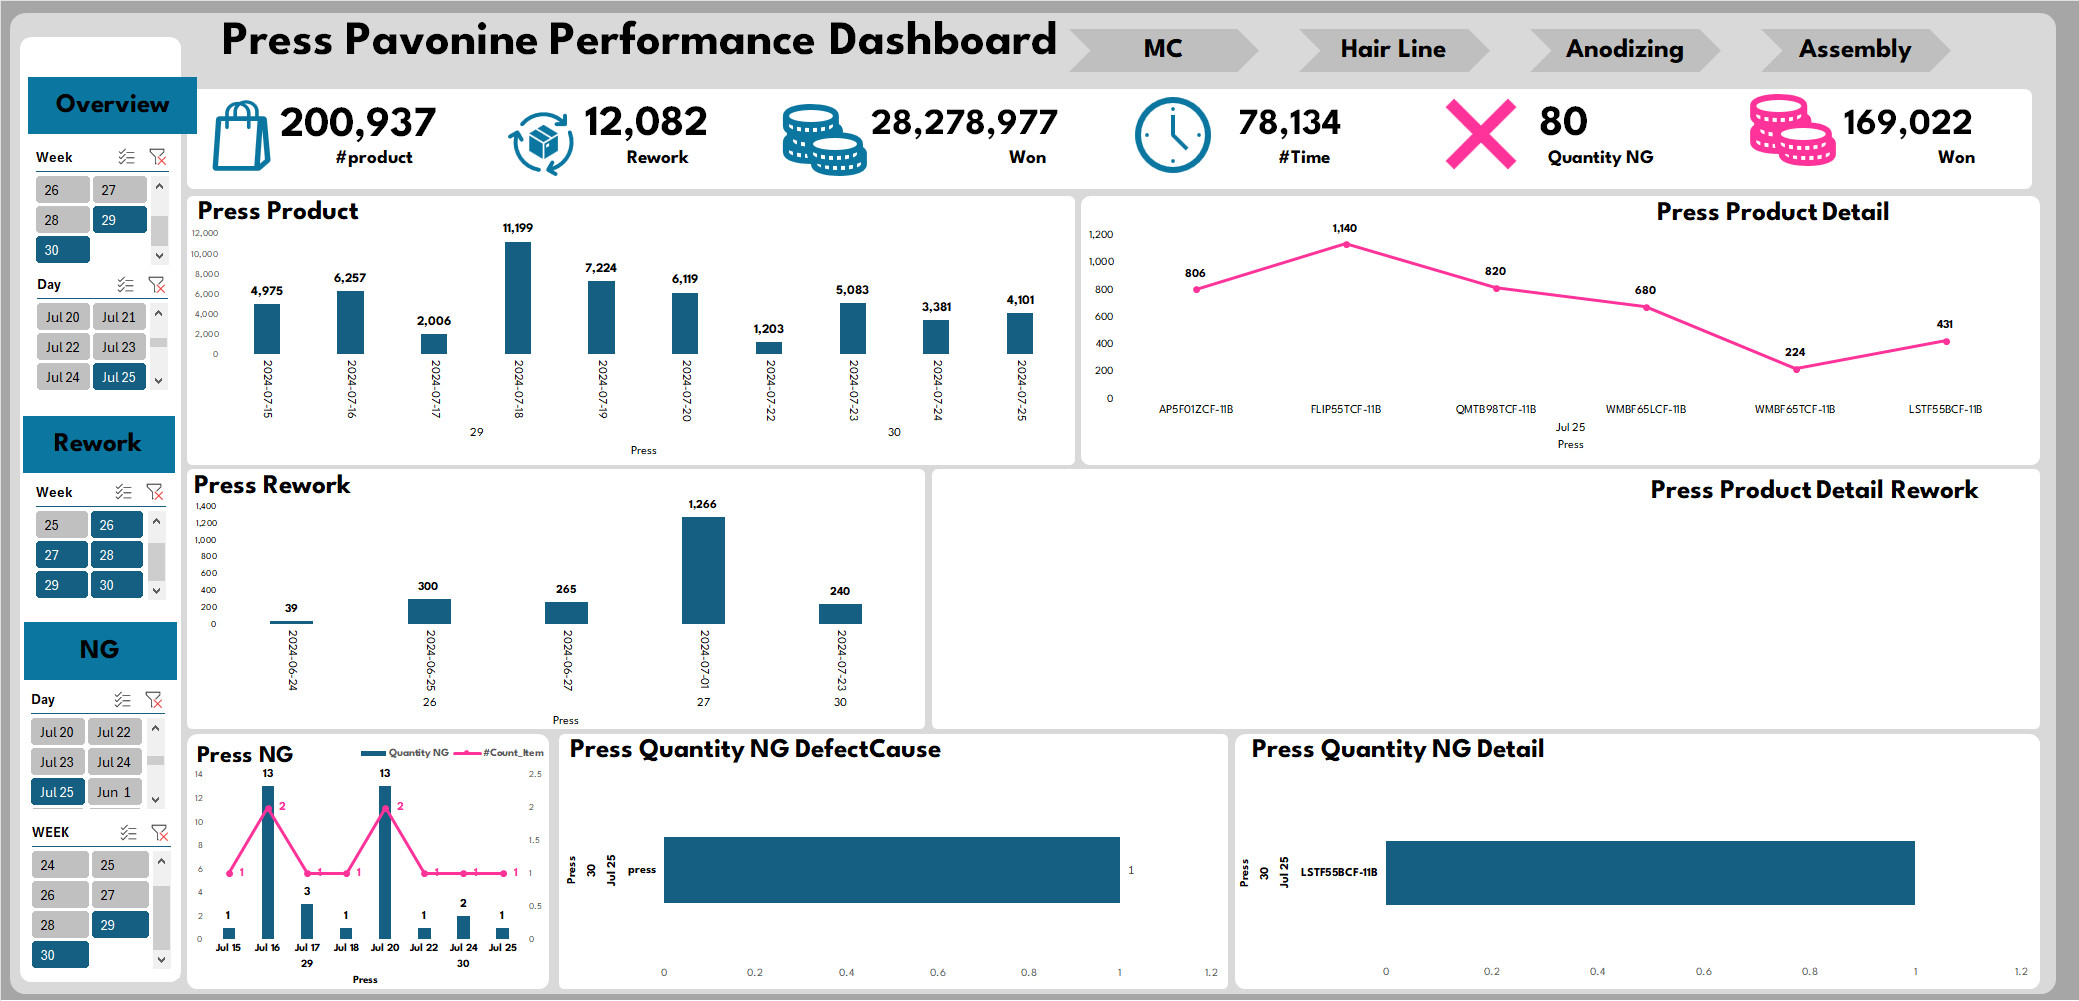 Press Pavonine Performance Dashboard
MC
Hair Line
Anodizing
Assembly
Overview
200,937
#product
12,082
Rework
28,278,977
Won
78,134
#Time
80
Quantity NG
169,022
Won
Week
26
27
28
29
30
Day
Jul 20
Jul 21
Jul 22
Jul 23
Jul 24
Jul 25
Rework
Week
25
26
27
28
29
30
NG
Day
Jul 20
Jul 22
Jul 23
Jul 24
Jul 25
Jun 1
WEEK
24
25
26
27
28
29
30
Press Product
12,000
10,000
8,000
6,000
4,000
2,000
0
4,975
6,257
2,006
11,199
7,224
6,119
1,203
5,083
3,381
4,101
2024-07-15
2024-07-16
2024-07-17
2024-07-18
2024-07-19
2024-07-20
2024-07-22
2024-07-23
2024-07-24
2024-07-25
29
30
Press
Press Product Detail
1,200
1,000
800
600
400
200
0
806
1,140
820
680
224
431
AP5F01ZCF-11B
FLIP55TCF-11B
QMTB98TCF-11B
WMBF65LCF-11B
WMBF65TCF-11B
LSTF55BCF-11B
Jul 25
Press
Press Rework
1,400
1,200
1,000
800
600
400
200
0
39
300
265
1,266
240
2024-06-24
2024-06-25
2024-06-27
2024-07-01
2024-07-23
26
27
30
Press
Press Product Detail Rework
Press NG
Quantity NG
#Count_Item
14
12
10
8
6
4
2
0
2.5
2
1.5
1
0.5
0
1
13
3
1
13
1
2
1
1
2
1
1
2
1
1
1
Jul 15
Jul 16
Jul 17
Jul 18
Jul 20
Jul 22
Jul 24
Jul 25
29
30
Press
Press Quantity NG DefectCause
Press
30
Jul 25
press
1
0
0.2
0.4
0.6
0.8
1
1.2
Press Quantity NG Detail
Press
30
Jul 25
LSTF55BCF-11B
0
0.2
0.4
0.6
0.8
1
1.2